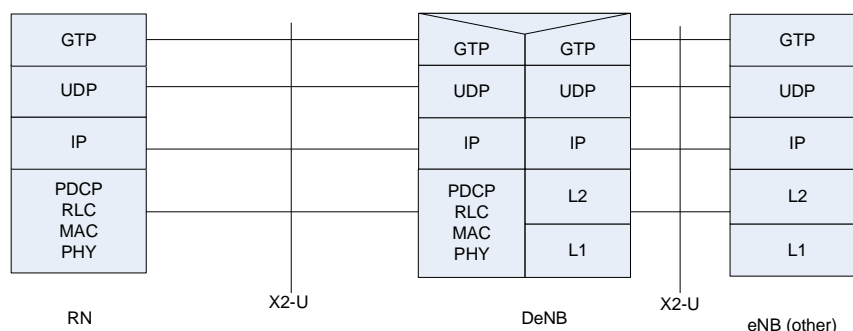 GTP
UDP
IP
PDCP
RLC
MAC
PHY
RN
X2-U
GTP
GTP
UDP
UDP
IP
IP
PDCP
RLC
MAC
PHY
L2
L1
DeNB
X2-U
GTP
UDP
IP
L2
L1
eNB (other)